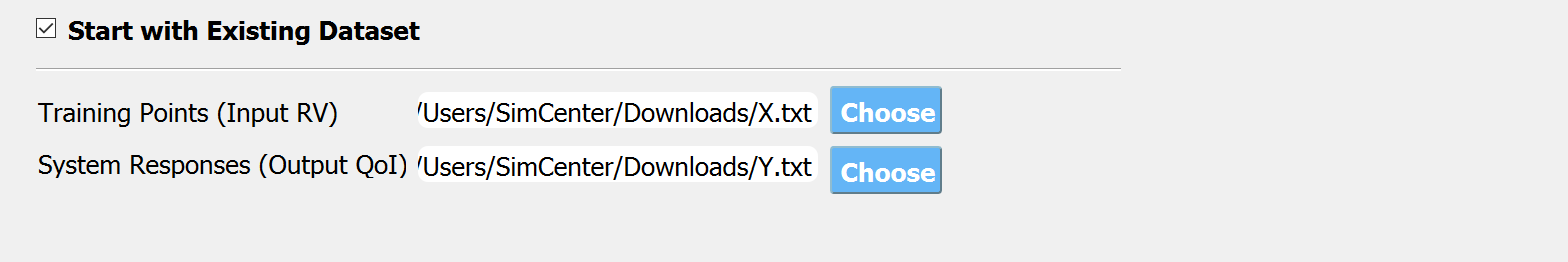 Start with Existing Dataset
Training Points (Input RV) /Users/SimCenter/Downloads/X.txt Choose
System Responses (Output QoI) /Users/SimCenter/Downloads/Y.txt Choose